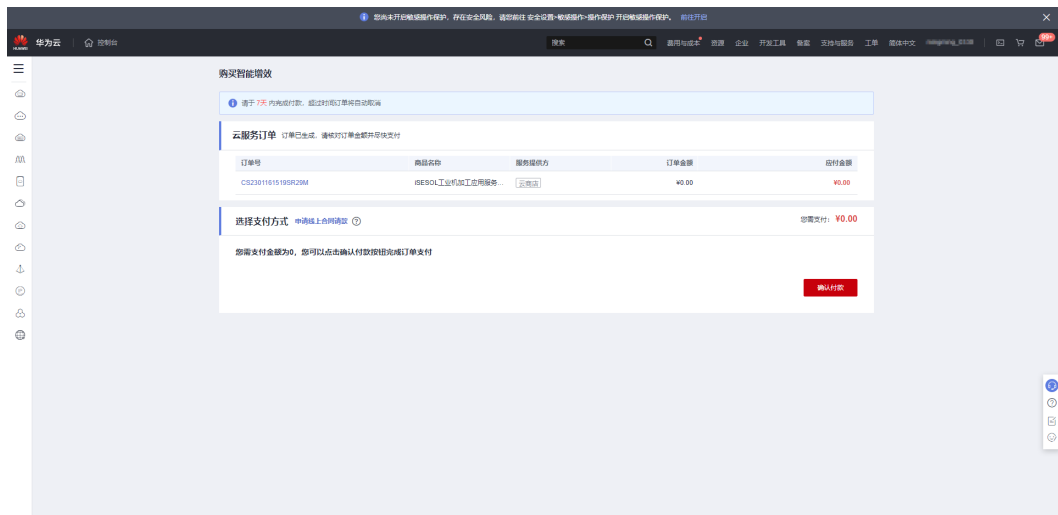 您尚未开启敏感操作保护，存在安全风险，请您前往 安全设置>敏感操作>操作保护 开启敏感操作保护。 前往开启
HUAWEI 华为云 控制台 搜索 费用与成本 资源 企业 开发工具 备案 支持与服务 工单 简体中文 99+
购买智能增效
请于 7天 内完成付款，超过时间订单将自动取消
云服务订单 订单已生成，请核对订单金额并尽快支付
订单号 商品名称 服务提供方 订单金额 应付金额
CS2301161519SR29M iSESOL工业机加工应用服务... 云商店 ¥0.00 ¥0.00
选择支付方式 申请线上合同请款 您需支付: ¥0.00
您需支付金额为0，您可以点击确认付款按钮完成订单支付
确认付款